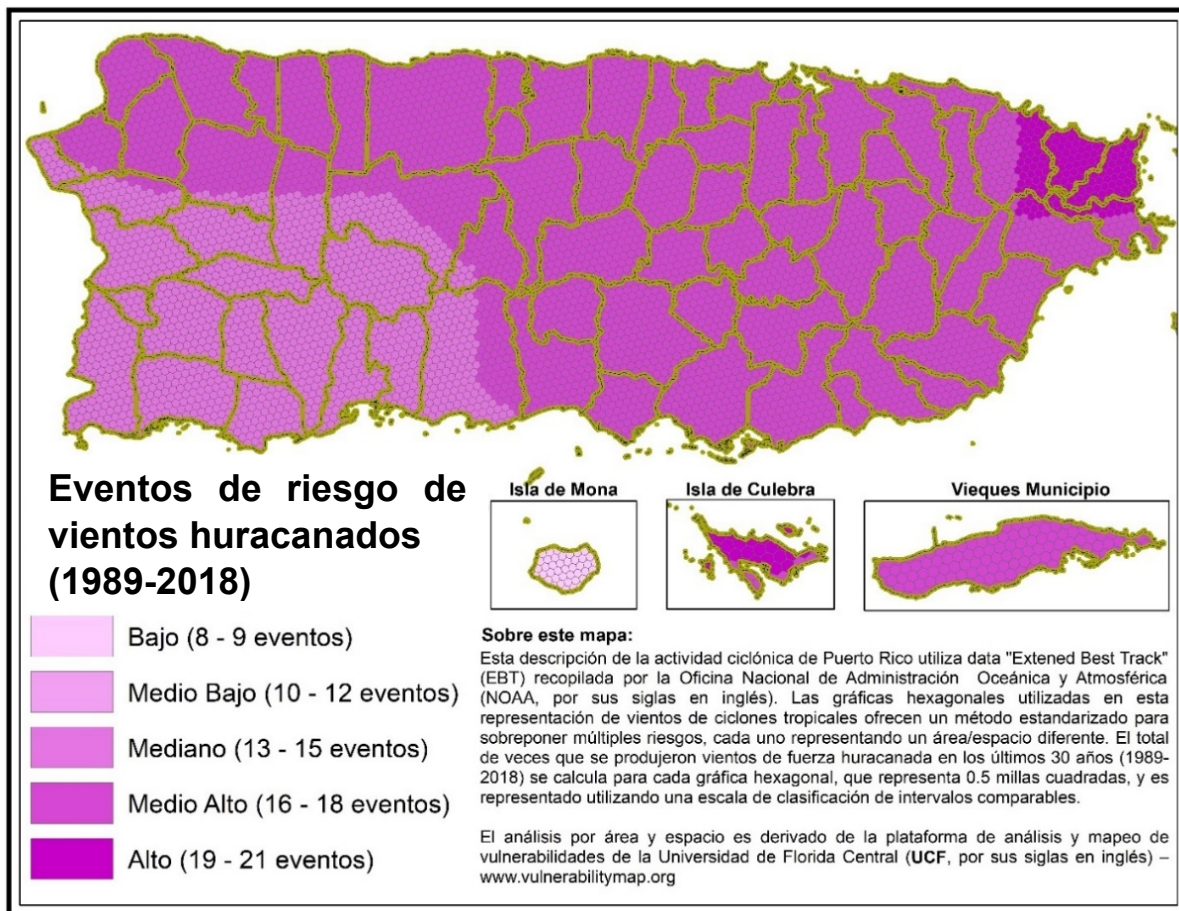 Eventos de riesgo de
vientos huracanados
(1989-2018)
Bajo (8 - 9 eventos)
Medio Bajo (10 - 12 eventos)
Mediano (13 - 15 eventos)
Medio Alto (16 - 18 eventos)
Alto (19 - 21 eventos)
Isla de Mona
Isla de Culebra
Vieques Municipio
Sobre este mapa:
Esta descripción de la actividad ciclónica de Puerto Rico utiliza data "Extened Best Track"
(EBT) recopilada por la Oficina Nacional de Administración Oceánica y Atmosférica
(NOAA, por sus siglas en inglés). Las gráficas hexagonales utilizadas en esta
representación de vientos de ciclones tropicales ofrecen un método estandarizado para
sobreponer múltiples riesgos, cada uno representando un área/espacio diferente. El total
de veces que se produjeron vientos de fuerza huracanada en los últimos 30 años (1989-
2018) se calcula para cada gráfica hexagonal, que representa 0.5 millas cuadradas, y es
representado utilizando una escala de clasificación de intervalos comparables.
El análisis por área y espacio es derivado de la plataforma de análisis y mapeo de
vulnerabilidades de la Universidad de Florida Central (UCF, por sus siglas en inglés) –
www.vulnerabilitymap.org